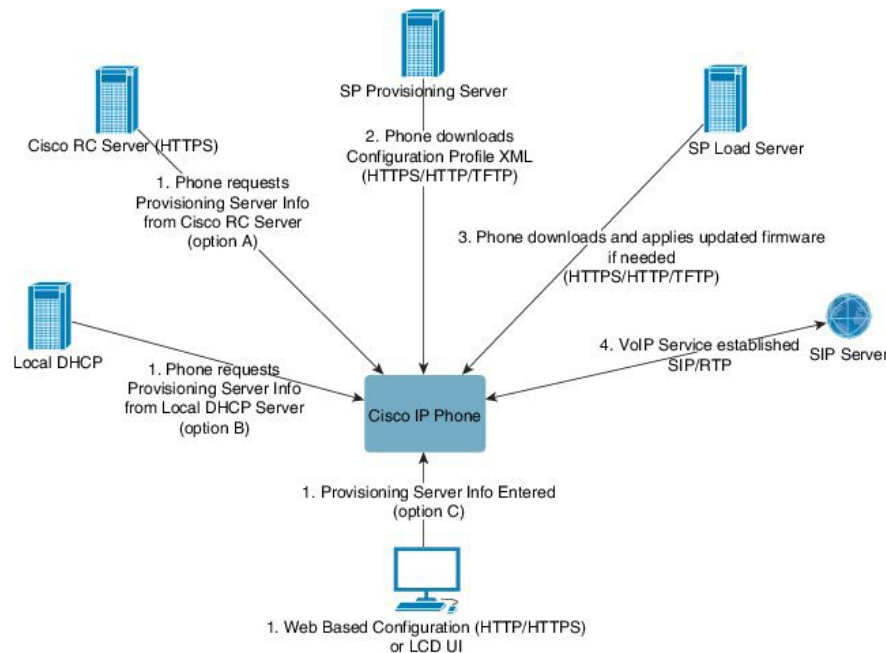 SP Provisioning Server
Cisco RC Server (HTTPS)
SP Load Server
2. Phone downloads
Configuration Profile XML
(HTTPS/HTTP/TFTP)
1. Phone requests
Provisioning Server Info
from Cisco RC Server
(option A)
3. Phone downloads and applies updated firmware
if needed
(HTTPS/HTTP/TFTP)
Local DHCP
1. Phone requests
Provisioning Server Info
from Local DHCP Server
(option B)
4. VoIP Service established
SIP/RTP
SIP Server
Cisco IP Phone
1. Provisioning Server Info Entered
(option C)
1. Web Based Configuration (HTTP/HTTPS)
or LCD UI